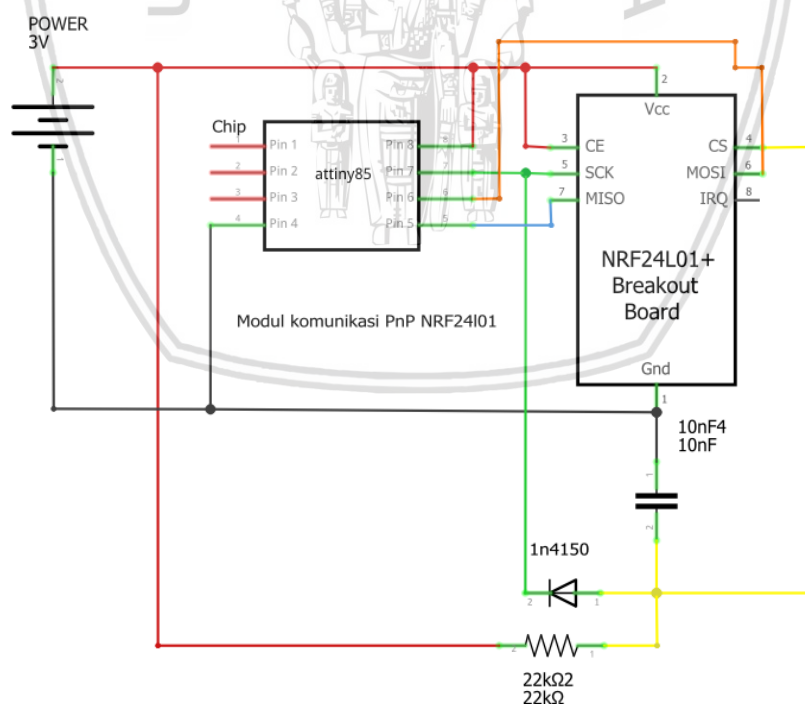 POWER
3V
2
1
Chip
1 Pin 1
2 Pin 2
3 Pin 3
4 Pin 4
attiny85
Pin 8 8
Pin 7 7
Pin 6 6
Pin 5 5
2
Vcc
3 CE
5 SCK
7 MISO
CS 4
MOSI 6
IRQ 8
NRF24L01+
Breakout
Board
Gnd
1
Modul komunikasi PnP NRF24l01
10nF4
10nF
1
2
1n4150
2 1
2 1
22kΩ2
22kΩ